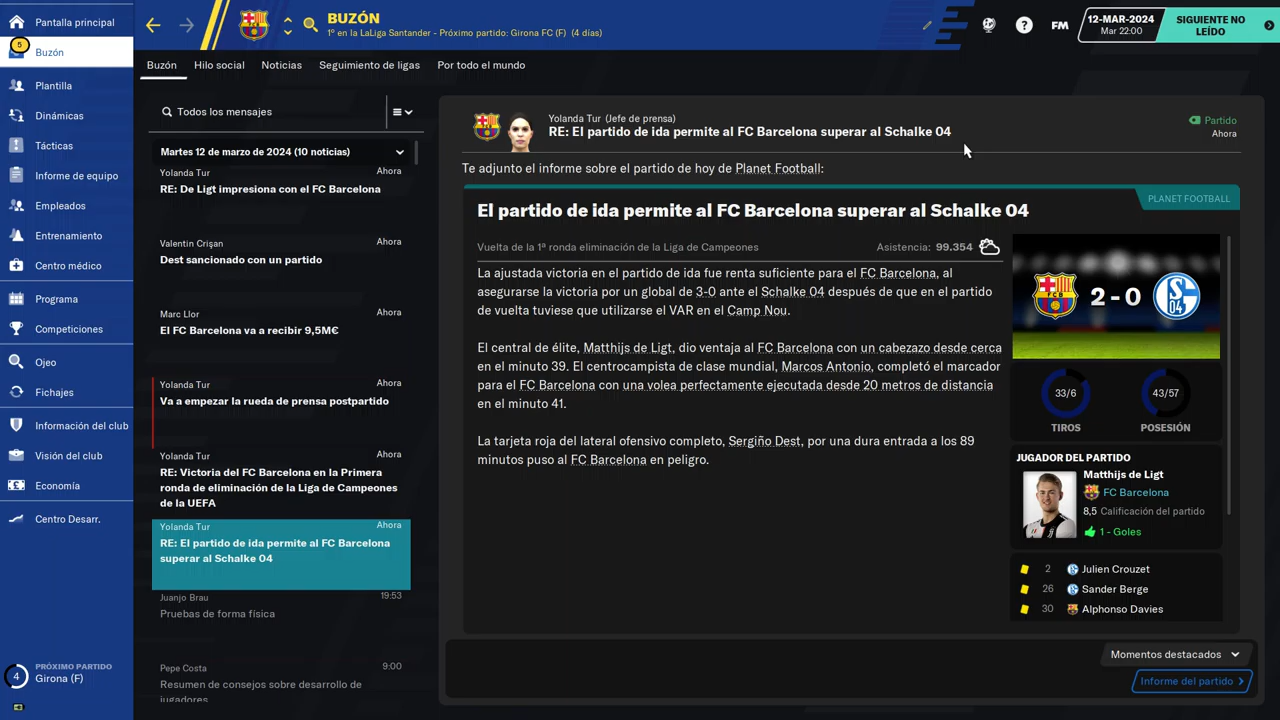 Pantalla principal
5
Buzón
Plantilla
Dinámicas
Tácticas
Informe de equipo
Empleados
Entrenamiento
Centro médico
Programa
Competiciones
Ojeo
Fichajes
Información del club
Visión del club
Economía
Centro Desarr.
4
PRÓXIMO PARTIDO
Girona (F)
BUZÓN
1º en la LaLiga Santander - Próximo partido: Girona FC (F) (4 días)
?
FM
12-MAR-2024
Mar 22:00
SIGUIENTE NO
LEÍDO
Buzón
Hilo social
Noticias
Seguimiento de ligas
Por todo el mundo
Todos los mensajes
Martes 12 de marzo de 2024 (10 noticias)
Yolanda Tur
Ahora
RE: De Ligt impresiona con el FC Barcelona
Valentin Crişan
Ahora
Dest sancionado con un partido
Marc Llor
Ahora
El FC Barcelona va a recibir 9,5M€
Yolanda Tur
Ahora
Va a empezar la rueda de prensa postpartido
Yolanda Tur
Ahora
RE: Victoria del FC Barcelona en la Primera
ronda de eliminación de la Liga de Campeones
de la UEFA
Yolanda Tur
Ahora
RE: El partido de ida permite al FC Barcelona
superar al Schalke 04
Juanjo Brau
19:53
Pruebas de forma física
Pepe Costa
9:00
Resumen de consejos sobre desarrollo de
jugadores
Yolanda Tur (Jefe de prensa)
RE: El partido de ida permite al FC Barcelona superar al Schalke 04
Partido
Ahora
Te adjunto el informe sobre el partido de hoy de Planet Football:
PLANET FOOTBALL
El partido de ida permite al FC Barcelona superar al Schalke 04
Vuelta de la 1ª ronda eliminación de la Liga de Campeones
Asistencia: 99.354
La ajustada victoria en el partido de ida fue renta suficiente para el FC Barcelona, al
asegurarse la victoria por un global de 3-0 ante el Schalke 04 después de que en el partido
de vuelta tuviese que utilizarse el VAR en el Camp Nou.
El central de élite, Matthijs de Ligt, dio ventaja al FC Barcelona con un cabezazo desde cerca
en el minuto 39. El centrocampista de clase mundial, Marcos Antonio, completó el marcador
para el FC Barcelona con una volea perfectamente ejecutada desde 20 metros de distancia
en el minuto 41.
La tarjeta roja del lateral ofensivo completo, Sergiño Dest, por una dura entrada a los 89
minutos puso al FC Barcelona en peligro.
2 - 0
33/6
TIROS
43/57
POSESIÓN
JUGADOR DEL PARTIDO
Matthijs de Ligt
FC Barcelona
8,5 Calificación del partido
1 - Goles
2 Julien Crouzet
26 Sander Berge
30 Alphonso Davies
Momentos destacados
Informe del partido